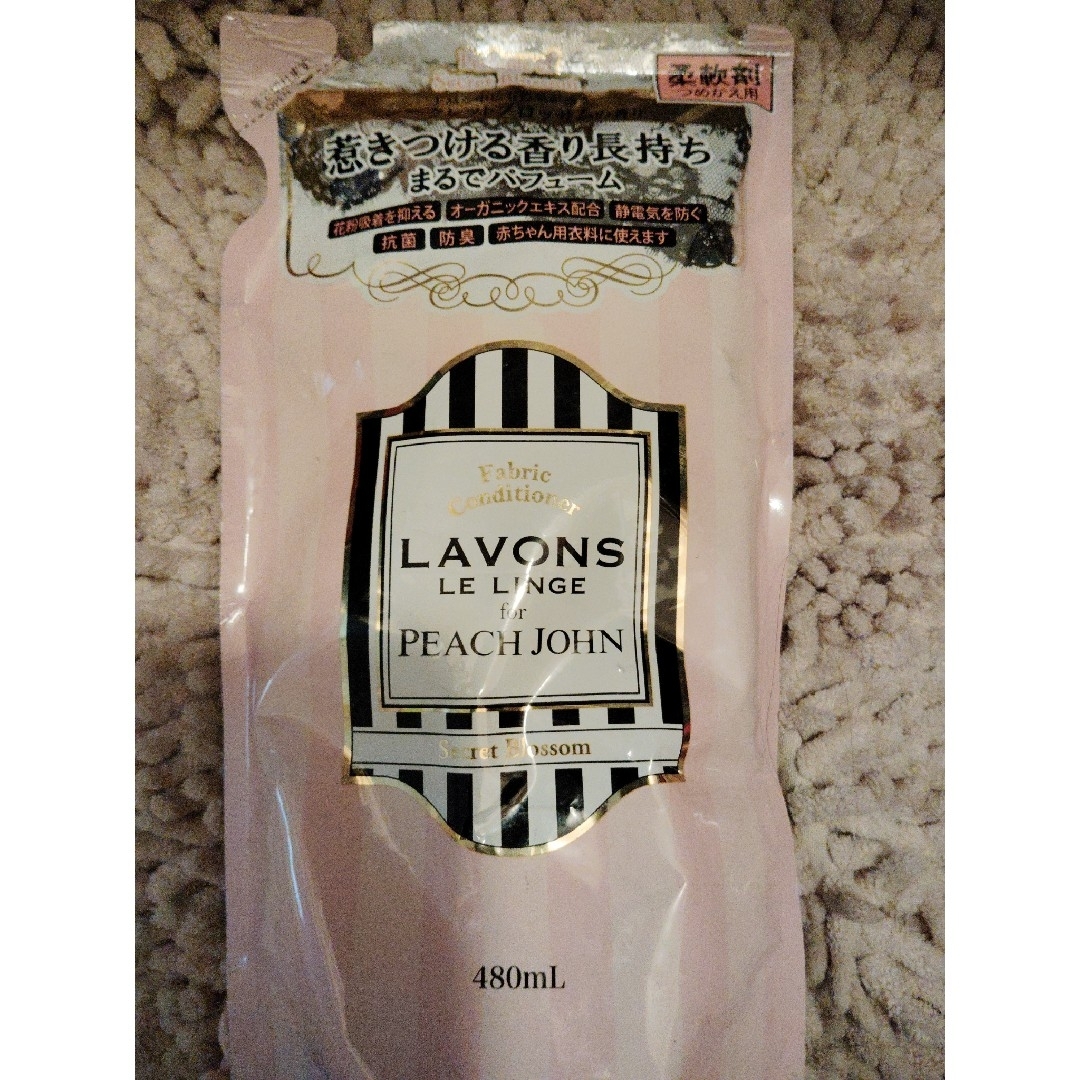 柔軟剤
つめかえ用
惹きつける香り長持ち
まるでパフューム
花粉吸着を抑える オーガニックエキス配合 静電気を防ぐ
抗菌 防臭 赤ちゃん用衣料に使えます
Fabric
Conditioner
LAVONS
LE LINGE
for
PEACH JOHN
Secret Blossom
480mL